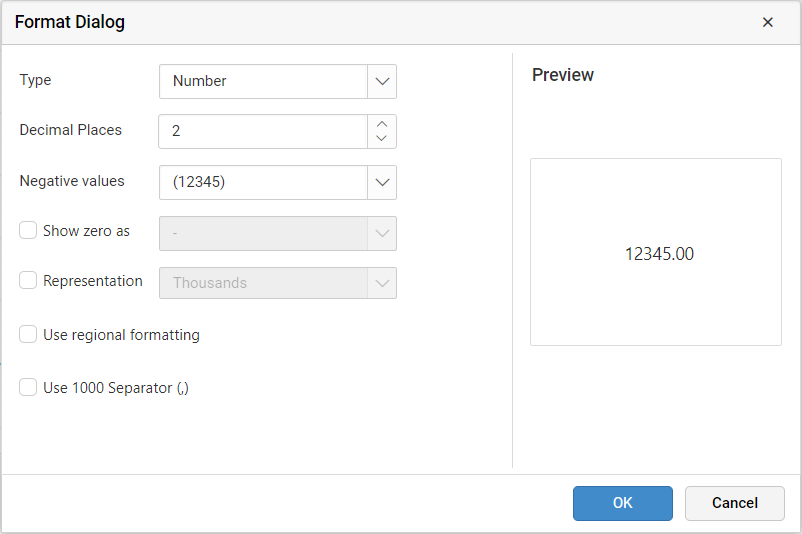 Format Dialog
Type
Number
Preview
Decimal Places
2
Negative values
(12345)
Show zero as
-
12345.00
Representation
Thousands
Use regional formatting
Use 1000 Separator (,)
OK
Cancel